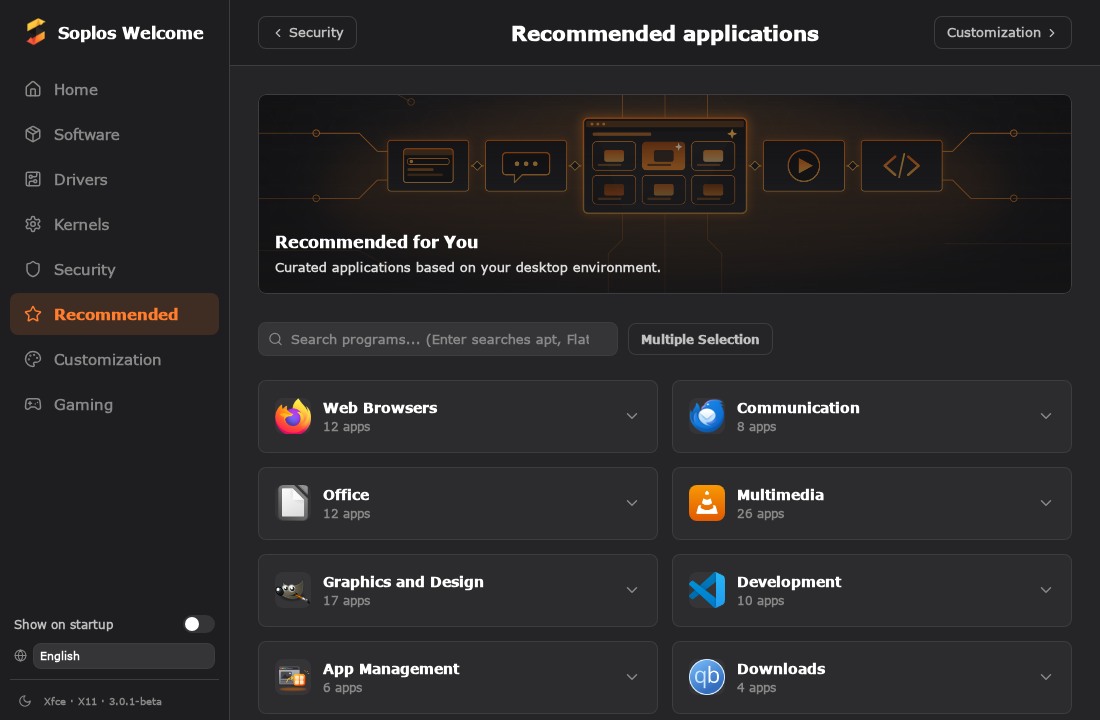 Soplos Welcome
Home
Software
Drivers
Kernels
Security
Recommended
Customization
Gaming
Show on startup
English
Xfce · X11 · 3.0.1-beta
Security
Recommended applications
Customization
Recommended for You
Curated applications based on your desktop environment.
Search programs... (Enter searches apt, Flat
Multiple Selection
Web Browsers
12 apps
Communication
8 apps
Office
12 apps
Multimedia
26 apps
Graphics and Design
17 apps
Development
10 apps
App Management
6 apps
qb
Downloads
4 apps